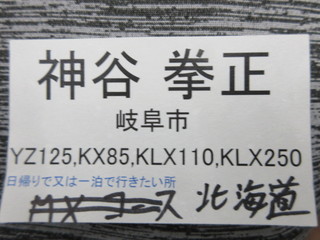 神谷 拳正
岐阜市
YZ125,KX85,KLX110,KLX250
日帰りで又は一泊で行きたい所
MXコース 北海道